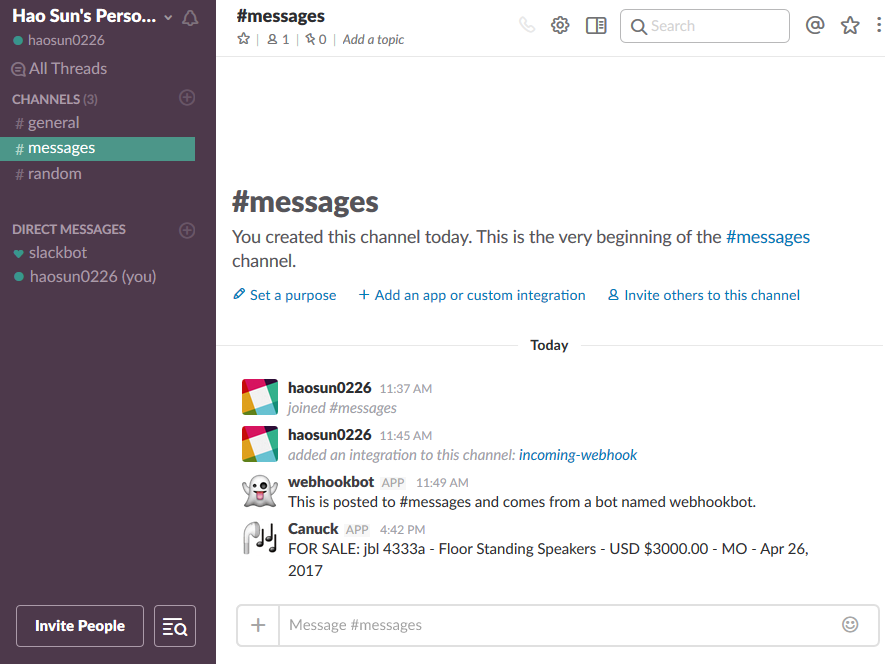 Hao Sun's Perso...
haosun0226
All Threads
CHANNELS (3)
# general
# messages
# random
DIRECT MESSAGES
slackbot
haosun0226 (you)
Invite People
#messages
1 | 0 | Add a topic
Search
#messages
You created this channel today. This is the very beginning of the #messages
channel.
Set a purpose + Add an app or custom integration Invite others to this channel
Today
haosun0226 11:37 AM
joined #messages
haosun0226 11:45 AM
added an integration to this channel: incoming-webhook
webhookbot APP 11:49 AM
This is posted to #messages and comes from a bot named webhookbot.
Canuck APP 4:42 PM
FOR SALE: jbl 4333a - Floor Standing Speakers - USD $3000.00 - MO - Apr 26,
2017
+ Message #messages